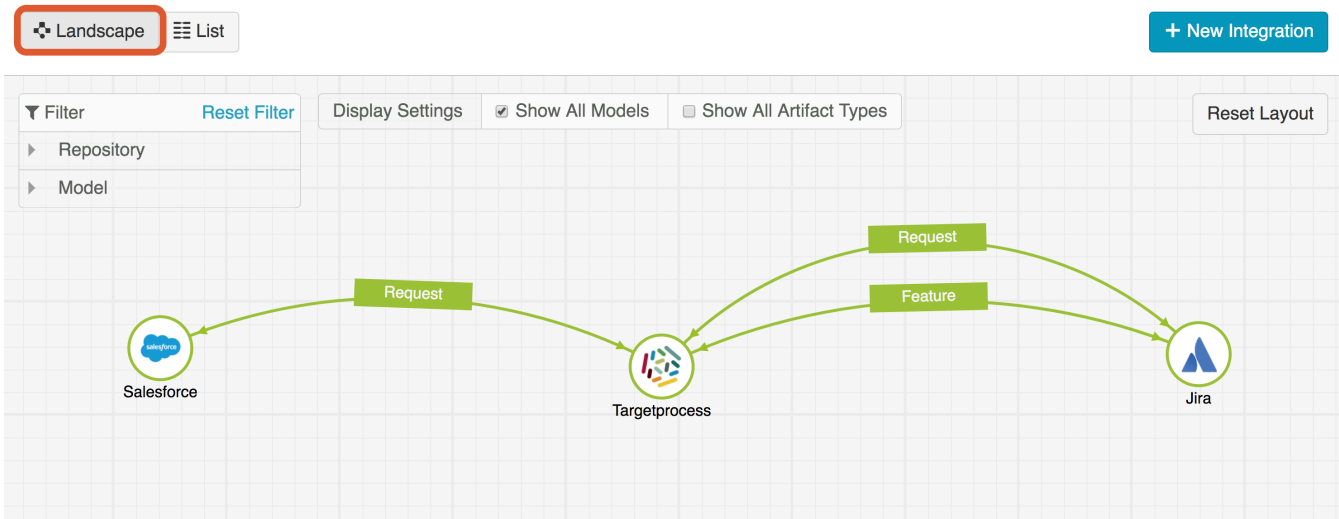 Landscape
List
+ New Integration
Filter
Reset Filter
Display Settings
Show All Models
Show All Artifact Types
Reset Layout
Repository
Model
Request
Feature
Request
salesforce
Salesforce
Targetprocess
Jira